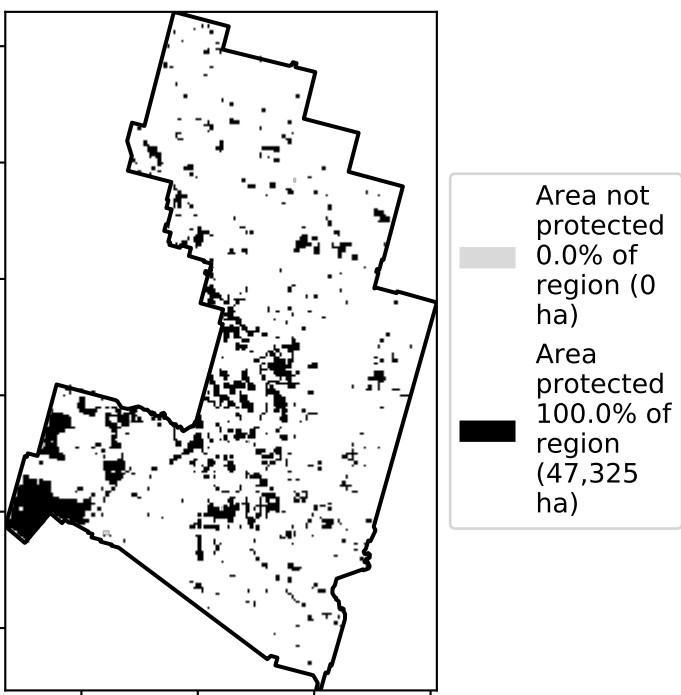 Area not
protected
0.0% of
region (0
ha)
Area
protected
100.0% of
region
(47,325
ha)